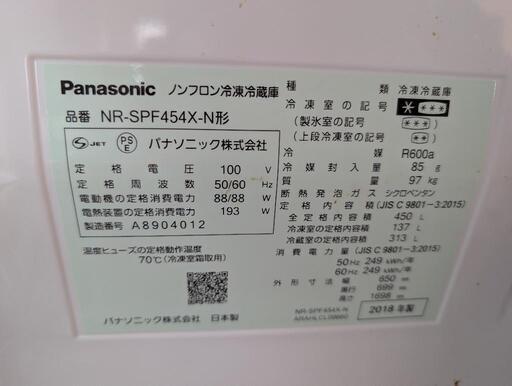 Panasonic ノンフロン冷凍冷蔵庫
品番 NR-SPF454X-N形
S JET PS E パナソニック株式会社
定格電圧 100 V
定格周波数 50/60 Hz
電動機の定格消費電力 88/88 W
電熱装置の定格消費電力 193 W
製造番号 A8904012
温度ヒューズの定格動作温度
70℃(冷凍室霜取用)
パナソニック株式会社 日本製
種類 冷凍冷蔵庫
冷凍室の記号 ****
(製氷室の記号 ***)
(上段冷凍室の記号 **)
冷媒 R600a
冷媒封入量 85 g
質量 97 kg
断熱発泡ガス シクロペンタン
定格内容積 (JIS C 9801-3:2015)
全定格内容積 450 L
冷凍室の定格内容積 137 L
冷蔵室の定格内容積 313 L
消費電力量 (JIS C 9801-3:2015)
50Hz 249 kWh/年
60Hz 249 kWh/年
外形寸法 幅 650 mm
奥行 699 mm
高さ 1698 mm
NR-SPF454X-N
2018年製